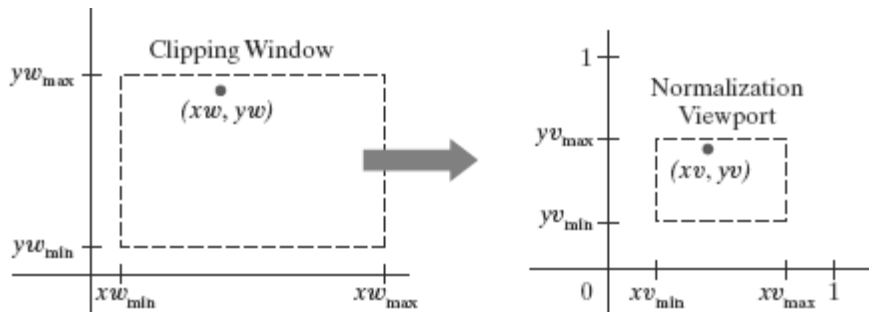 Clipping Window
yw_max
(xw, yw)
yw_min
xw_min
xw_max
1
Normalization
Viewport
yv_max
(xv, yv)
yv_min
0
xv_min
xv_max
1